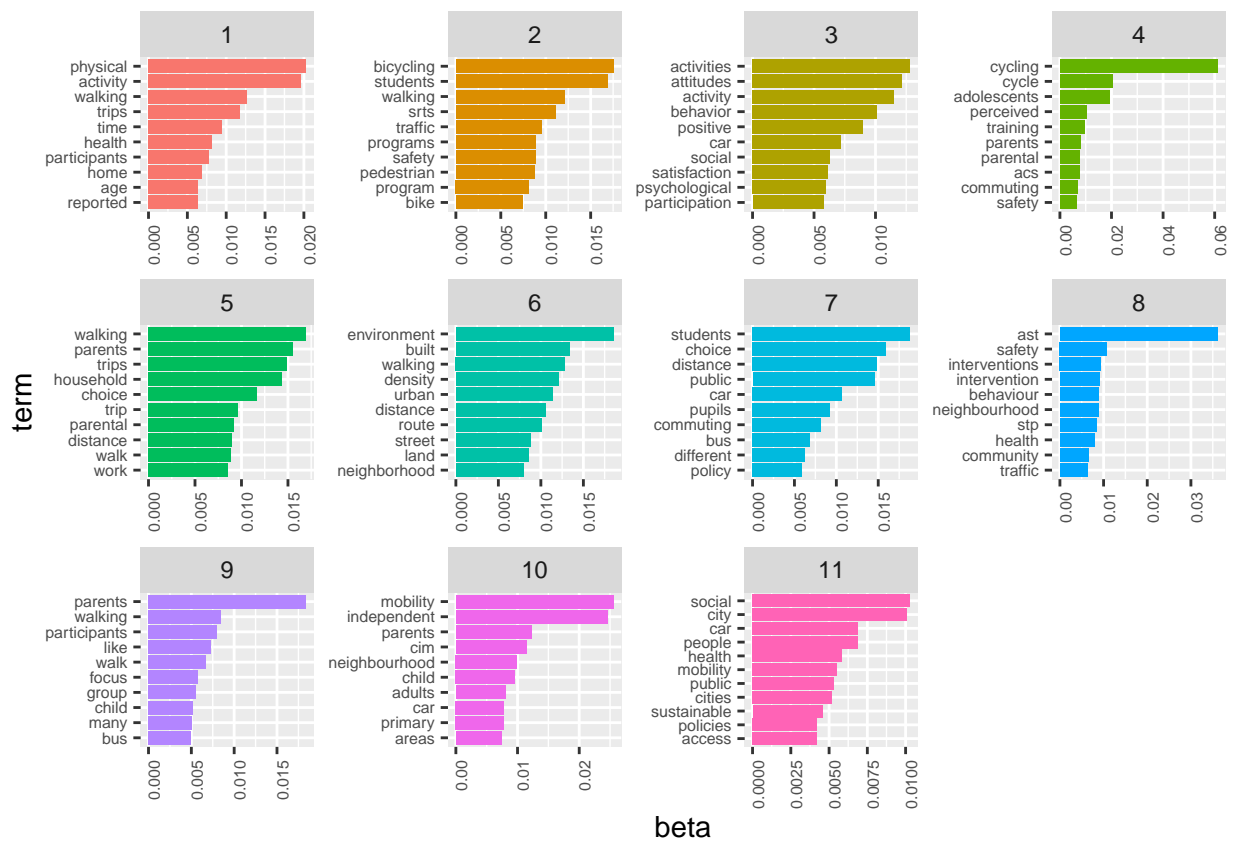 1
physical
activity
walking
trips
time
health
participants
home
age
reported
0.000
0.005
0.010
0.015
0.020
2
bicycling
students
walking
srts
traffic
programs
safety
pedestrian
program
bike
0.000
0.005
0.010
0.015
3
activities
attitudes
activity
behavior
positive
car
social
satisfaction
psychological
participation
0.000
0.005
0.010
4
cycling
cycle
adolescents
perceived
training
parents
parental
acs
commuting
safety
0.00
0.02
0.04
0.06
term
5
walking
parents
trips
household
choice
trip
parental
distance
walk
work
0.000
0.005
0.010
0.015
6
environment
built
walking
density
urban
distance
route
street
land
neighborhood
0.000
0.005
0.010
0.015
7
students
choice
distance
public
car
pupils
commuting
bus
different
policy
0.000
0.005
0.010
0.015
8
ast
safety
interventions
intervention
behaviour
neighbourhood
stp
health
community
traffic
0.00
0.01
0.02
0.03
9
parents
walking
participants
like
walk
focus
group
child
many
bus
0.000
0.005
0.010
0.015
10
mobility
independent
parents
cim
neighbourhood
child
adults
car
primary
areas
0.00
0.01
0.02
11
social
city
car
people
health
mobility
public
cities
sustainable
policies
access
0.0000
0.0025
0.0050
0.0075
0.0100
beta